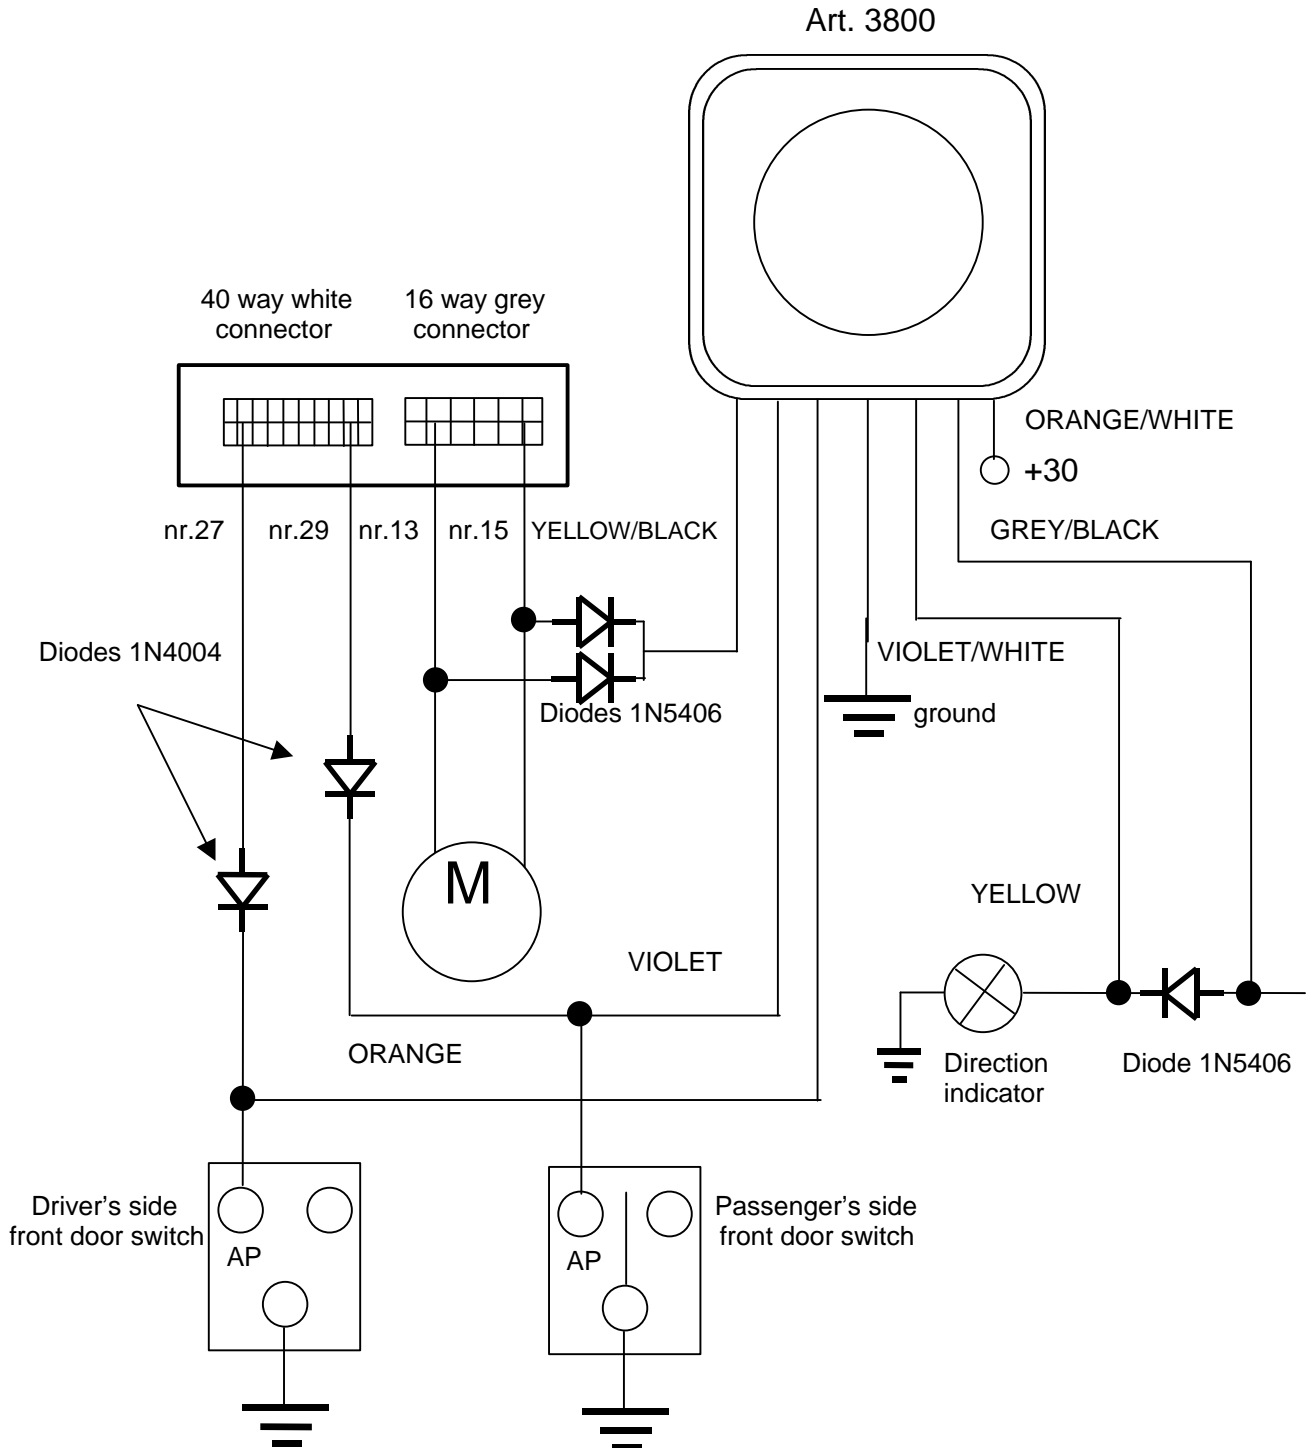 Art. 3800
40 way white
connector
16 way grey
connector
ORANGE/WHITE
+30
nr.27
nr.29
nr.13
nr.15
YELLOW/BLACK
GREY/BLACK
Diodes 1N4004
VIOLET/WHITE
Diodes 1N5406
ground
M
YELLOW
VIOLET
ORANGE
Direction
indicator
Diode 1N5406
Driver's side
front door switch
AP
Passenger's side
front door switch
AP